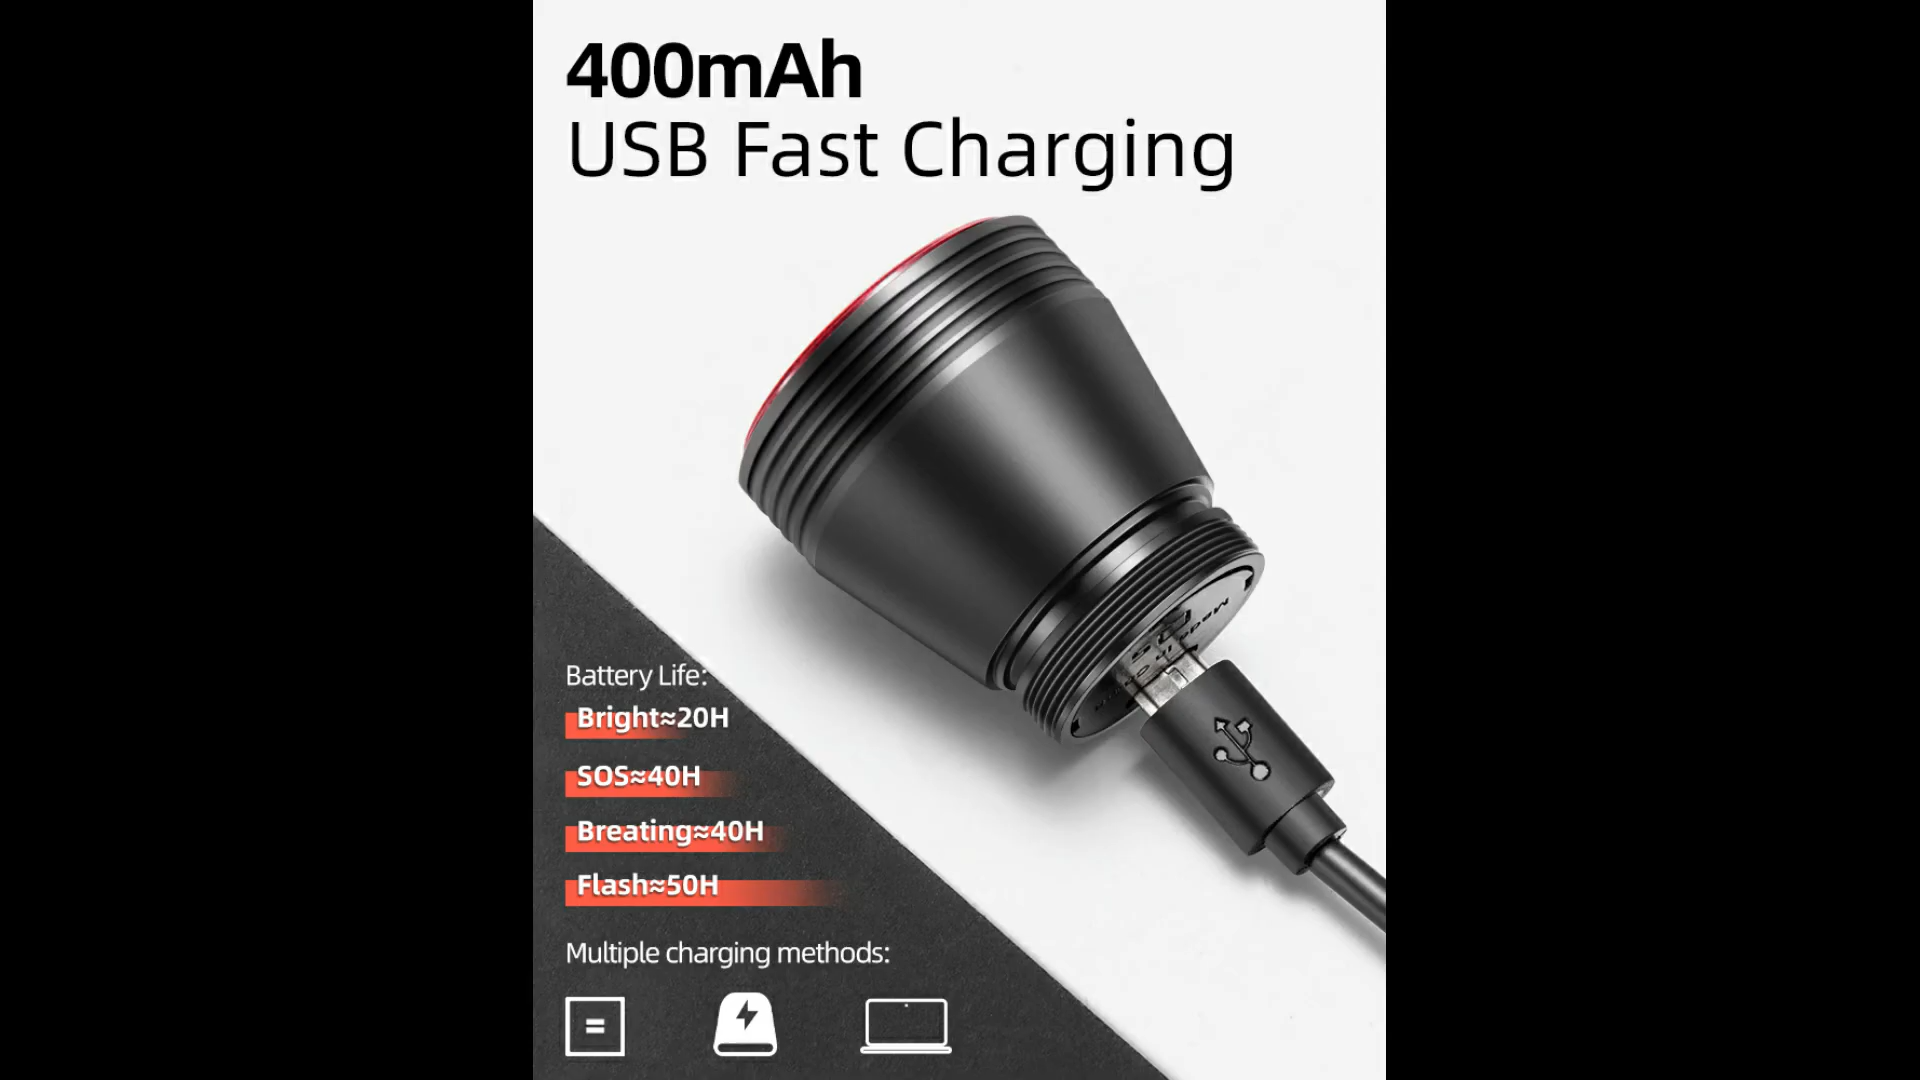 400mAh
USB Fast Charging
Battery Life:
Bright≈20H
SOS≈40H
Breating≈40H
Flash≈50H
Multiple charging methods: